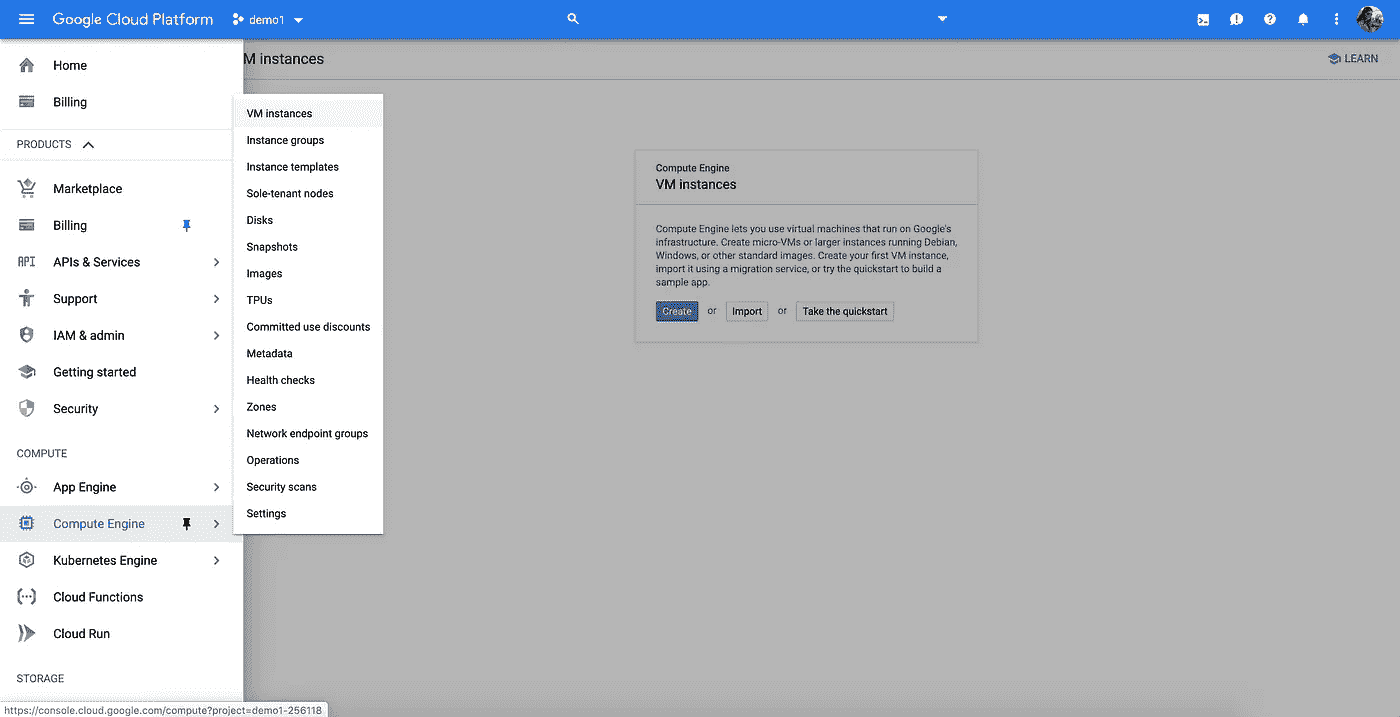 Google Cloud Platform
demo1
Home
Billing
PRODUCTS
Marketplace
Billing
API
APIs & Services
Support
IAM & admin
Getting started
Security
COMPUTE
App Engine
Compute Engine
Kubernetes Engine
Cloud Functions
Cloud Run
STORAGE
https://console.cloud.google.com/compute?project=demo1-256118
VM instances
Instance groups
Instance templates
Sole-tenant nodes
Disks
Snapshots
Images
TPUs
Committed use discounts
Metadata
Health checks
Zones
Network endpoint groups
Operations
Security scans
Settings
M instances
LEARN
Compute Engine
VM instances
Compute Engine lets you use virtual machines that run on Google's
infrastructure. Create micro-VMs or larger instances running Debian,
Windows, or other standard images. Create your first VM instance,
import it using a migration service, or try the quickstart to build a
sample app.
Create or Import or Take the quickstart